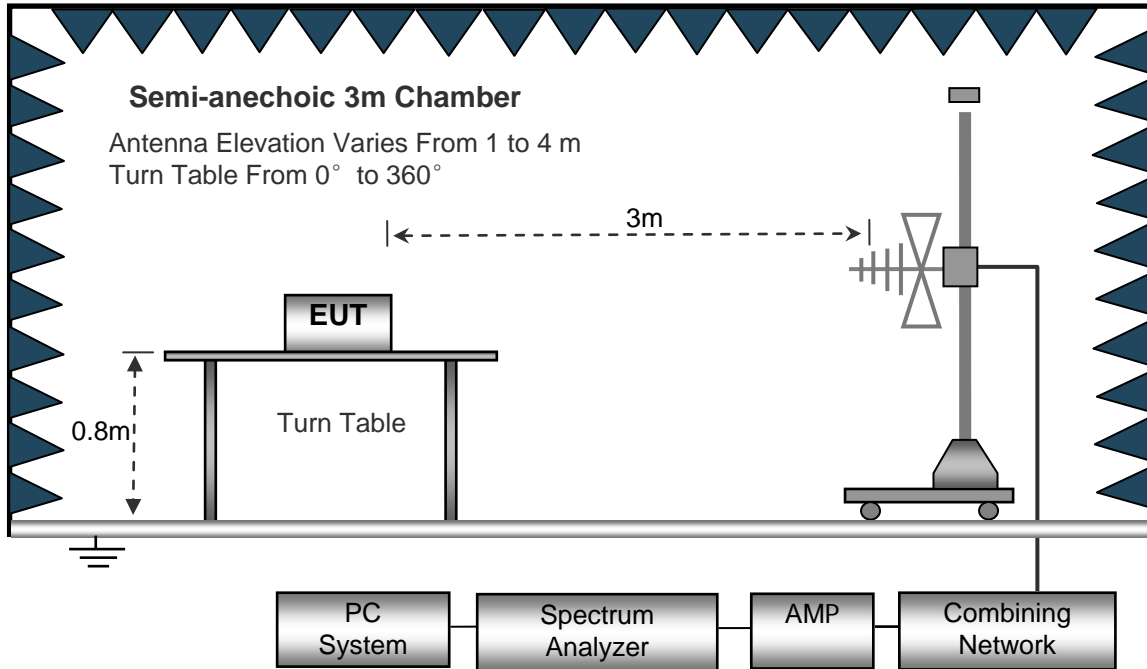 Semi-anechoic 3m Chamber
Antenna Elevation Varies From 1 to 4 m
Turn Table From 0° to 360°
3m
EUT
0.8m
Turn Table
PC
System
Spectrum
Analyzer
AMP
Combining
Network